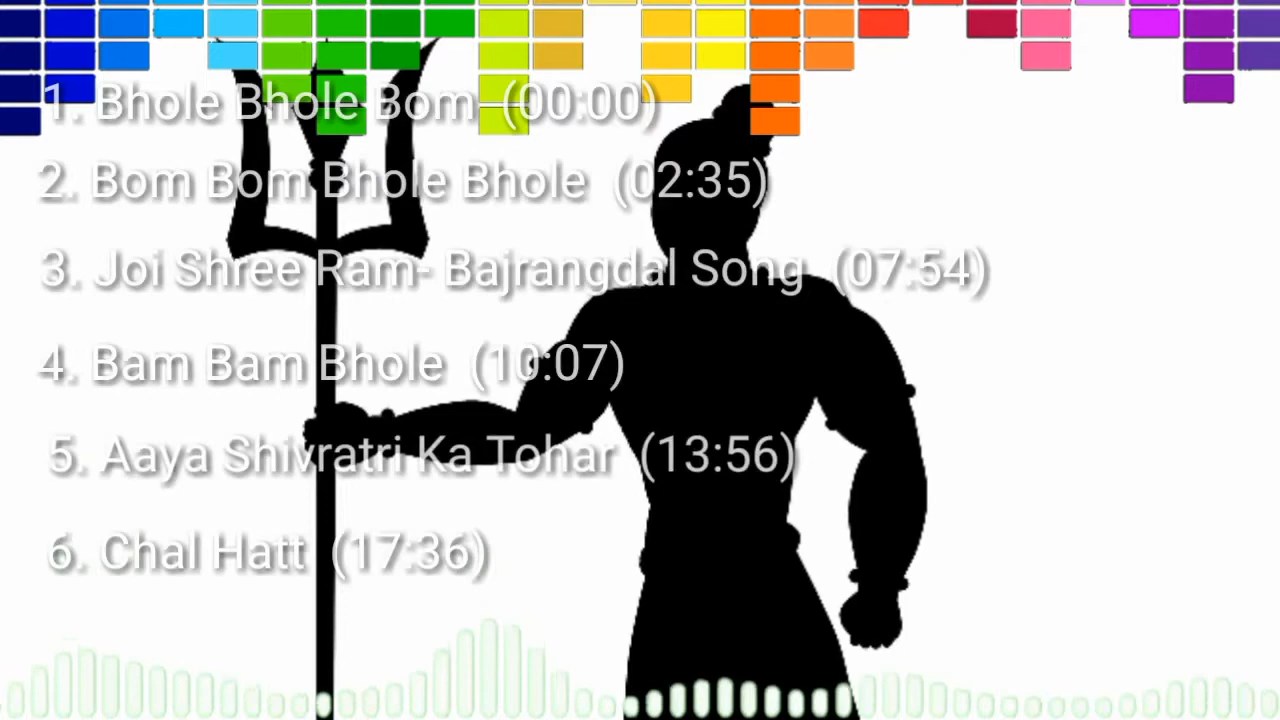 1. Bhole Bhole Bom (00:00)
2. Bom Bom Bhole Bhole (02:35)
3. Joi Shree Ram- Bajrangdal Song (07:54)
4. Bam Bam Bhole (10:07)
5. Aaya Shivratri Ka Tohar (13:56)
6. Chal Hatt (17:36)